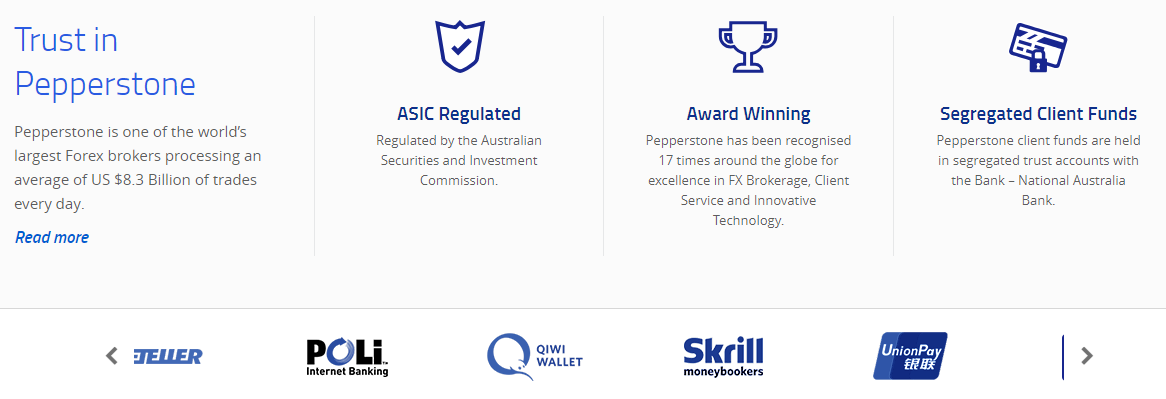 Trust in
Pepperstone
Pepperstone is one of the world's
largest Forex brokers processing an
average of US $8.3 Billion of trades
every day.
Read more
ASIC Regulated
Regulated by the Australian
Securities and Investment
Commission.
Award Winning
Pepperstone has been recognised
17 times around the globe for
excellence in FX Brokerage, Client
Service and Innovative
Technology.
Segregated Client Funds
Pepperstone client funds are held
in segregated trust accounts with
the Bank – National Australia
Bank.
ETELLER
POLi™
Internet Banking
QIWI
WALLET
Skrill
moneybookers
UnionPay
银联